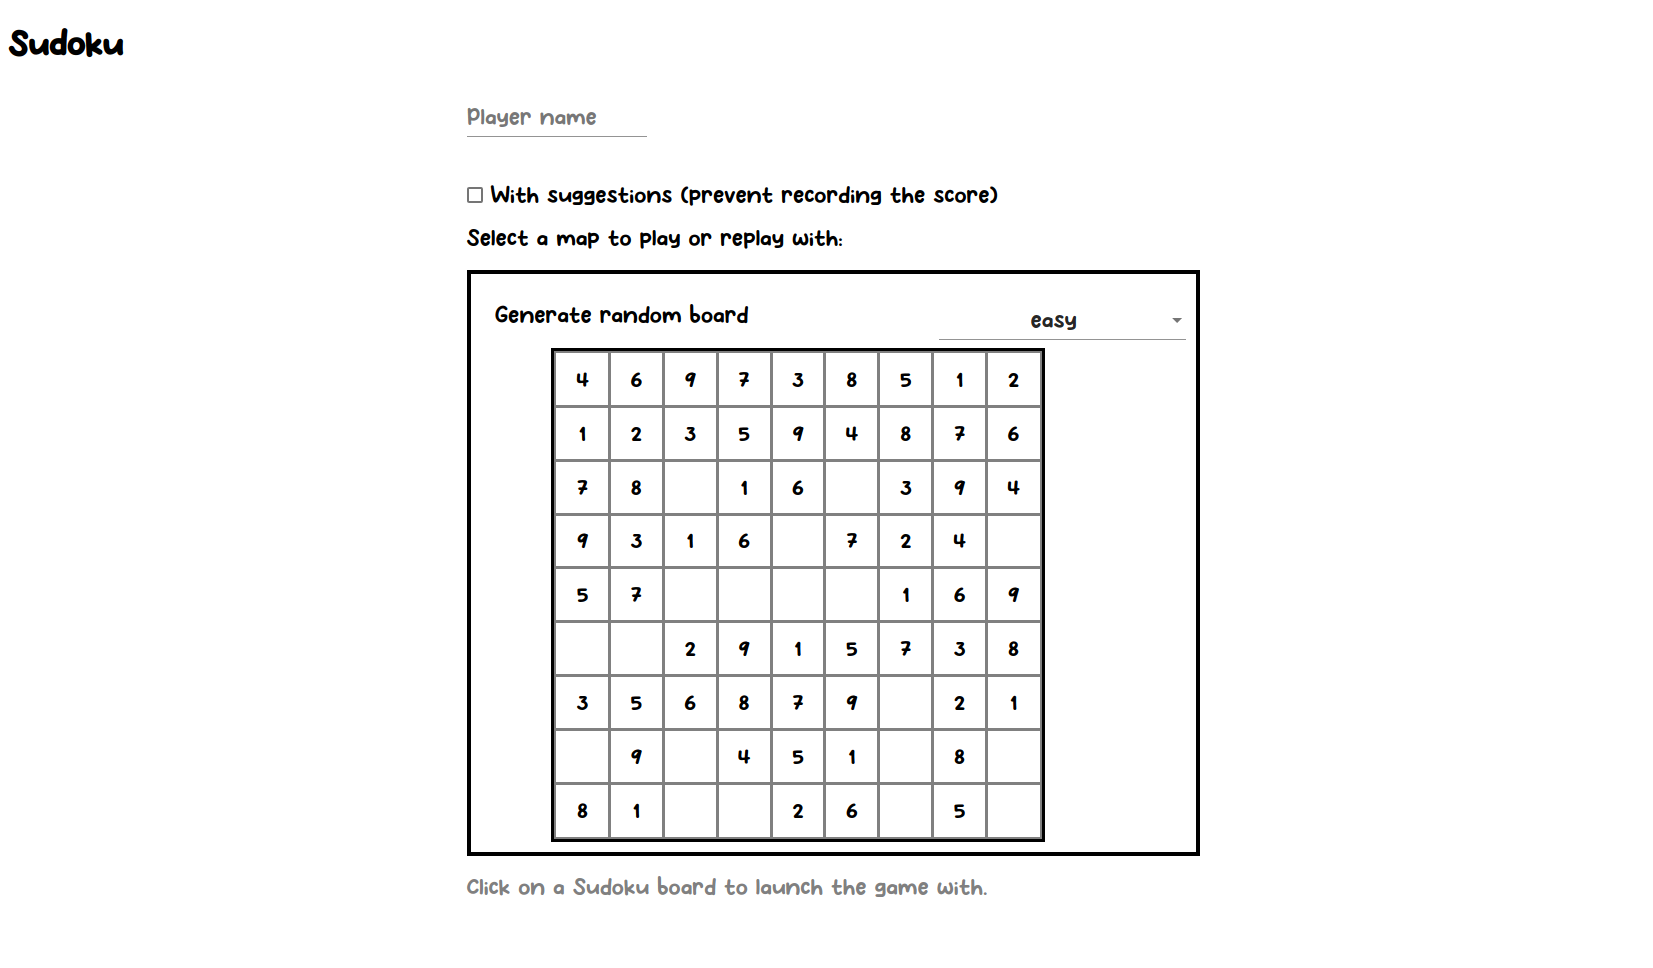 Sudoku
Player name
With suggestions (prevent recording the score)
Select a map to play or replay with:
Generate random board easy
4 6 9 7 3 8 5 1 2
1 2 3 5 9 4 8 7 6
7 8 1 6 3 9 4
9 3 1 6 7 2 4
5 7 1 6 9
2 9 1 5 7 3 8
3 5 6 8 7 9 2 1
9 4 5 1 8
8 1 2 6 5
Click on a Sudoku board to launch the game with.